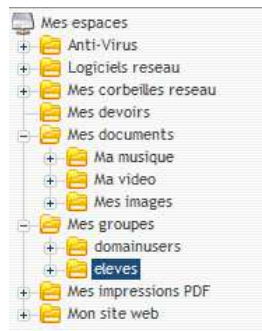 Mes espaces
Anti-Virus
Logiciels reseau
Mes corbeilles reseau
Mes devoirs
Mes documents
Ma musique
Ma video
Mes images
Mes groupes
domainusers
eleves
Mes impressions PDF
Mon site web